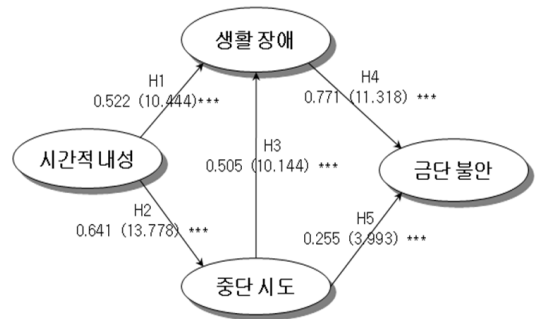 생활 장애
H1
0.522 (10.444)***
H4
0.771 (11.318) ***
H3
0.505 (10.144) ***
시간적 내성
금단 불안
H2
0.641 (13.778) ***
H5
0.255 (3.993) ***
중단 시도